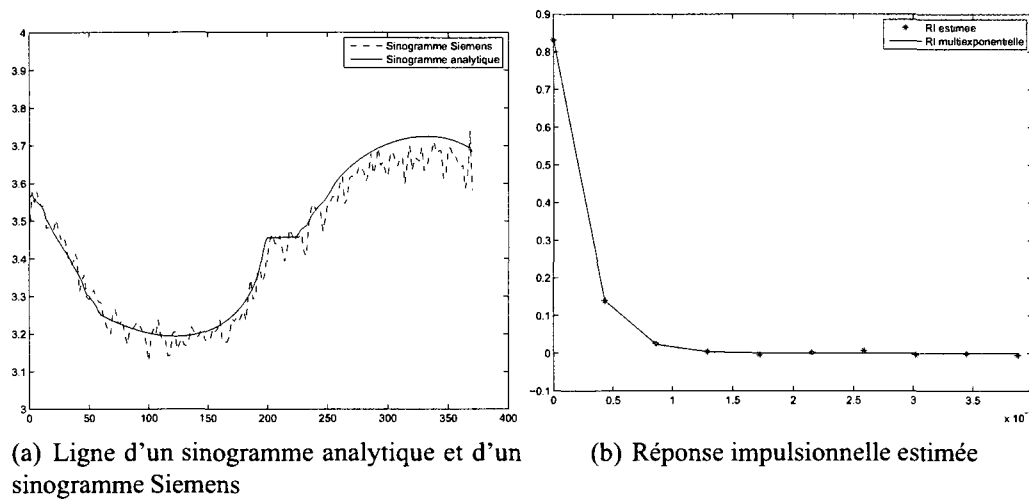 4
3.9
3.8
3.7
3.6
3.5
3.4
3.3
3.2
3.1
3
0 50 100 150 200 250 300 350 400
Sinogramme Siemens
Sinogramme analytique
(a) Ligne d'un sinogramme analytique et d'un
sinogramme Siemens
0.9
0.8
0.7
0.6
0.5
0.4
0.3
0.2
0.1
0
−0.1
0 0.5 1 1.5 2 2.5 3 3.5
x 10
RI estimée
RI multiexponentielle
(b) Réponse impulsionnelle estimée